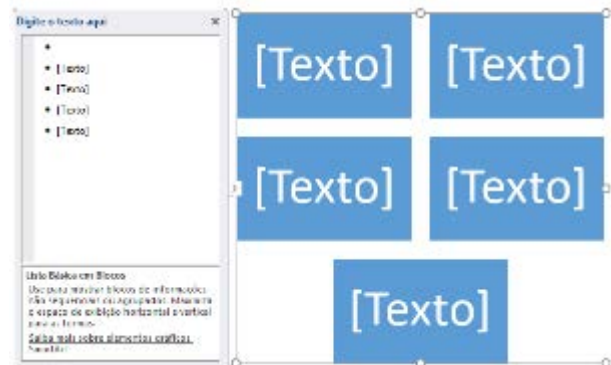 Digite o texto aqui
[Texto]
[Texto]
[Texto]
[Texto]
Lista Básica em Blocos
Use para mostrar blocos de informações
não sequenciais ou agrupados. Maximiza
o espaço de exibição horizontal e vertical
para as formas.
Saiba mais sobre elementos gráficos
SmartArt
[Texto] [Texto]
[Texto] [Texto]
[Texto]